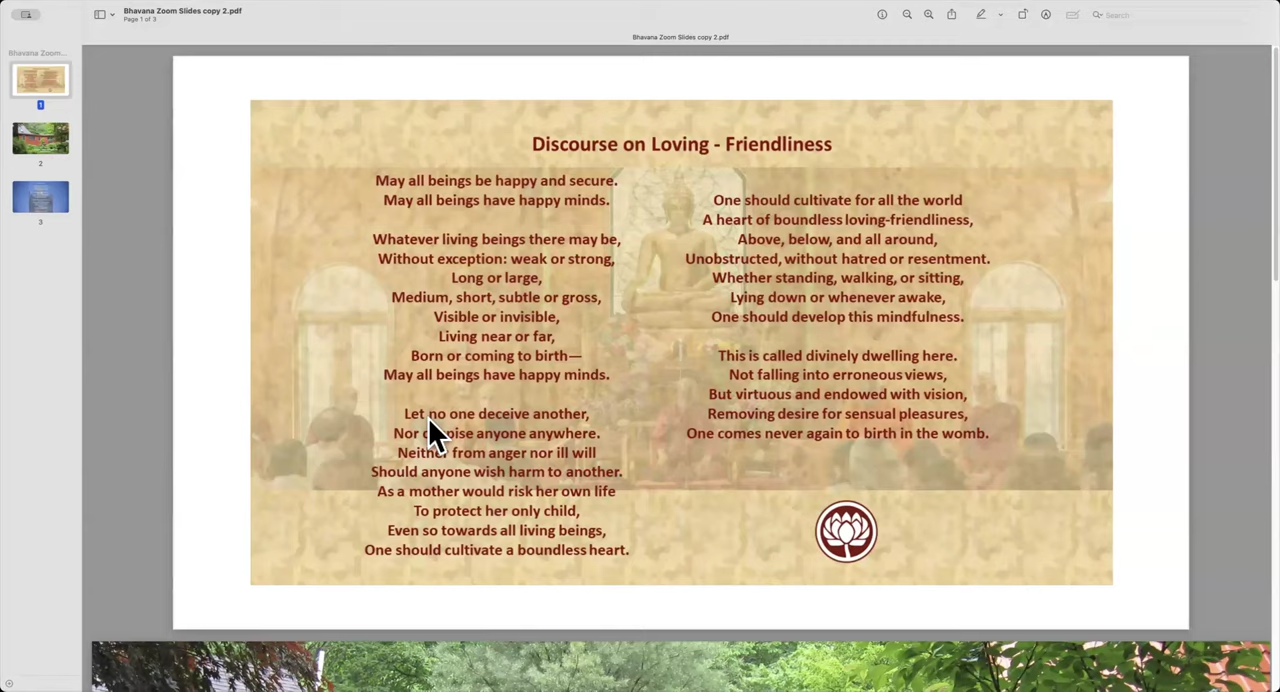 Bhavana Zoom Slides copy 2.pdf
Page 1 of 3
Search
Bhavana Zoom Slides copy 2.pdf
Bhavana Zoom...
1
2
3
Discourse on Loving - Friendliness
May all beings be happy and secure.
May all beings have happy minds.
Whatever living beings there may be,
Without exception: weak or strong,
Long or large,
Medium, short, subtle or gross,
Visible or invisible,
Living near or far,
Born or coming to birth—
May all beings have happy minds.
Let no one deceive another,
Nor despise anyone anywhere.
Neither from anger nor ill will
Should anyone wish harm to another.
As a mother would risk her own life
To protect her only child,
Even so towards all living beings,
One should cultivate a boundless heart.
One should cultivate for all the world
A heart of boundless loving-friendliness,
Above, below, and all around,
Unobstructed, without hatred or resentment.
Whether standing, walking, or sitting,
Lying down or whenever awake,
One should develop this mindfulness.
This is called divinely dwelling here.
Not falling into erroneous views,
But virtuous and endowed with vision,
Removing desire for sensual pleasures,
One comes never again to birth in the womb.